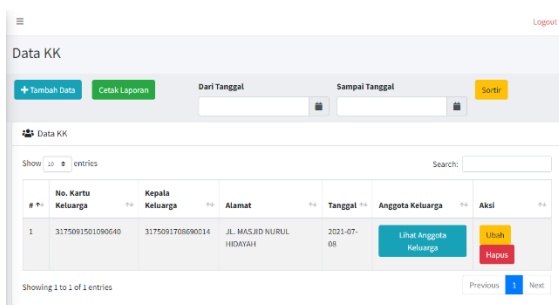 Logout
Data KK
Tambah Data
Cetak Laporan
Dari Tanggal
Sampai Tanggal
Sortir
Data KK
Show 10 entries
Search:
#
No. Kartu Keluarga
Kepala Keluarga
Alamat
Tanggal
Anggota Keluarga
Aksi
1
3175091501090640
3175091708690014
JL. MASJID NURUL HIDAYAH
2021-07-08
Lihat Anggota Keluarga
Ubah
Hapus
Showing 1 to 1 of 1 entries
Previous
1
Next